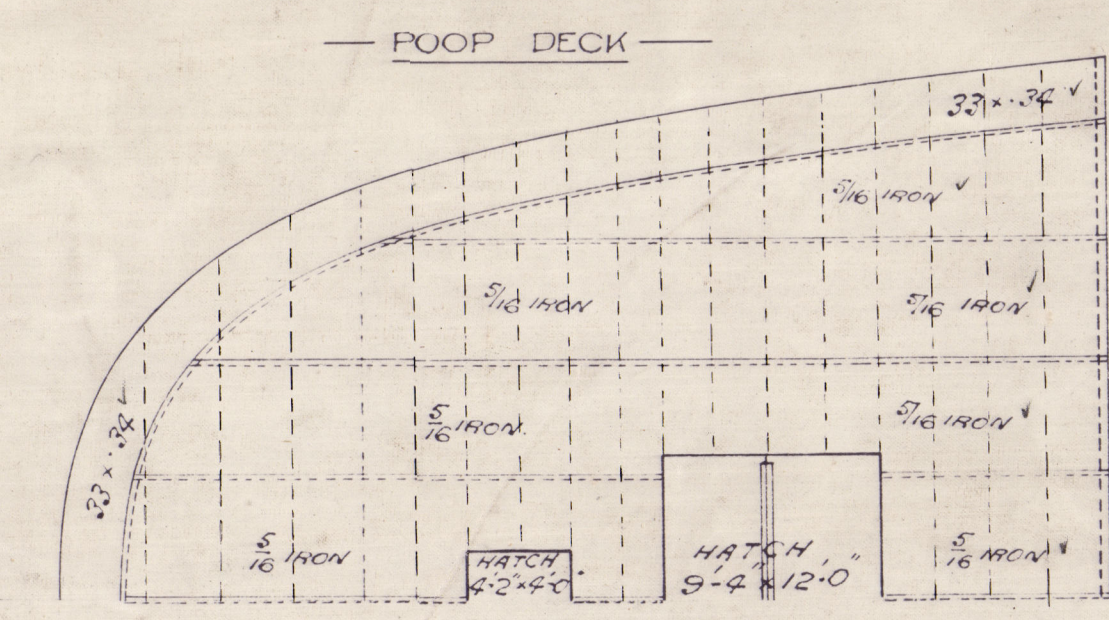 POOP DECK
33 x .34 ✓
5/16 IRON ✓
5/16 IRON
5/16 IRON ✓
33 x .34 ✓
5/16 IRON.
5/16 IRON ✓
5/16 IRON
HATCH
4'-2" x 4'-0"
HATCH
9'-4" x 12'-0"
5/16 IRON ✓